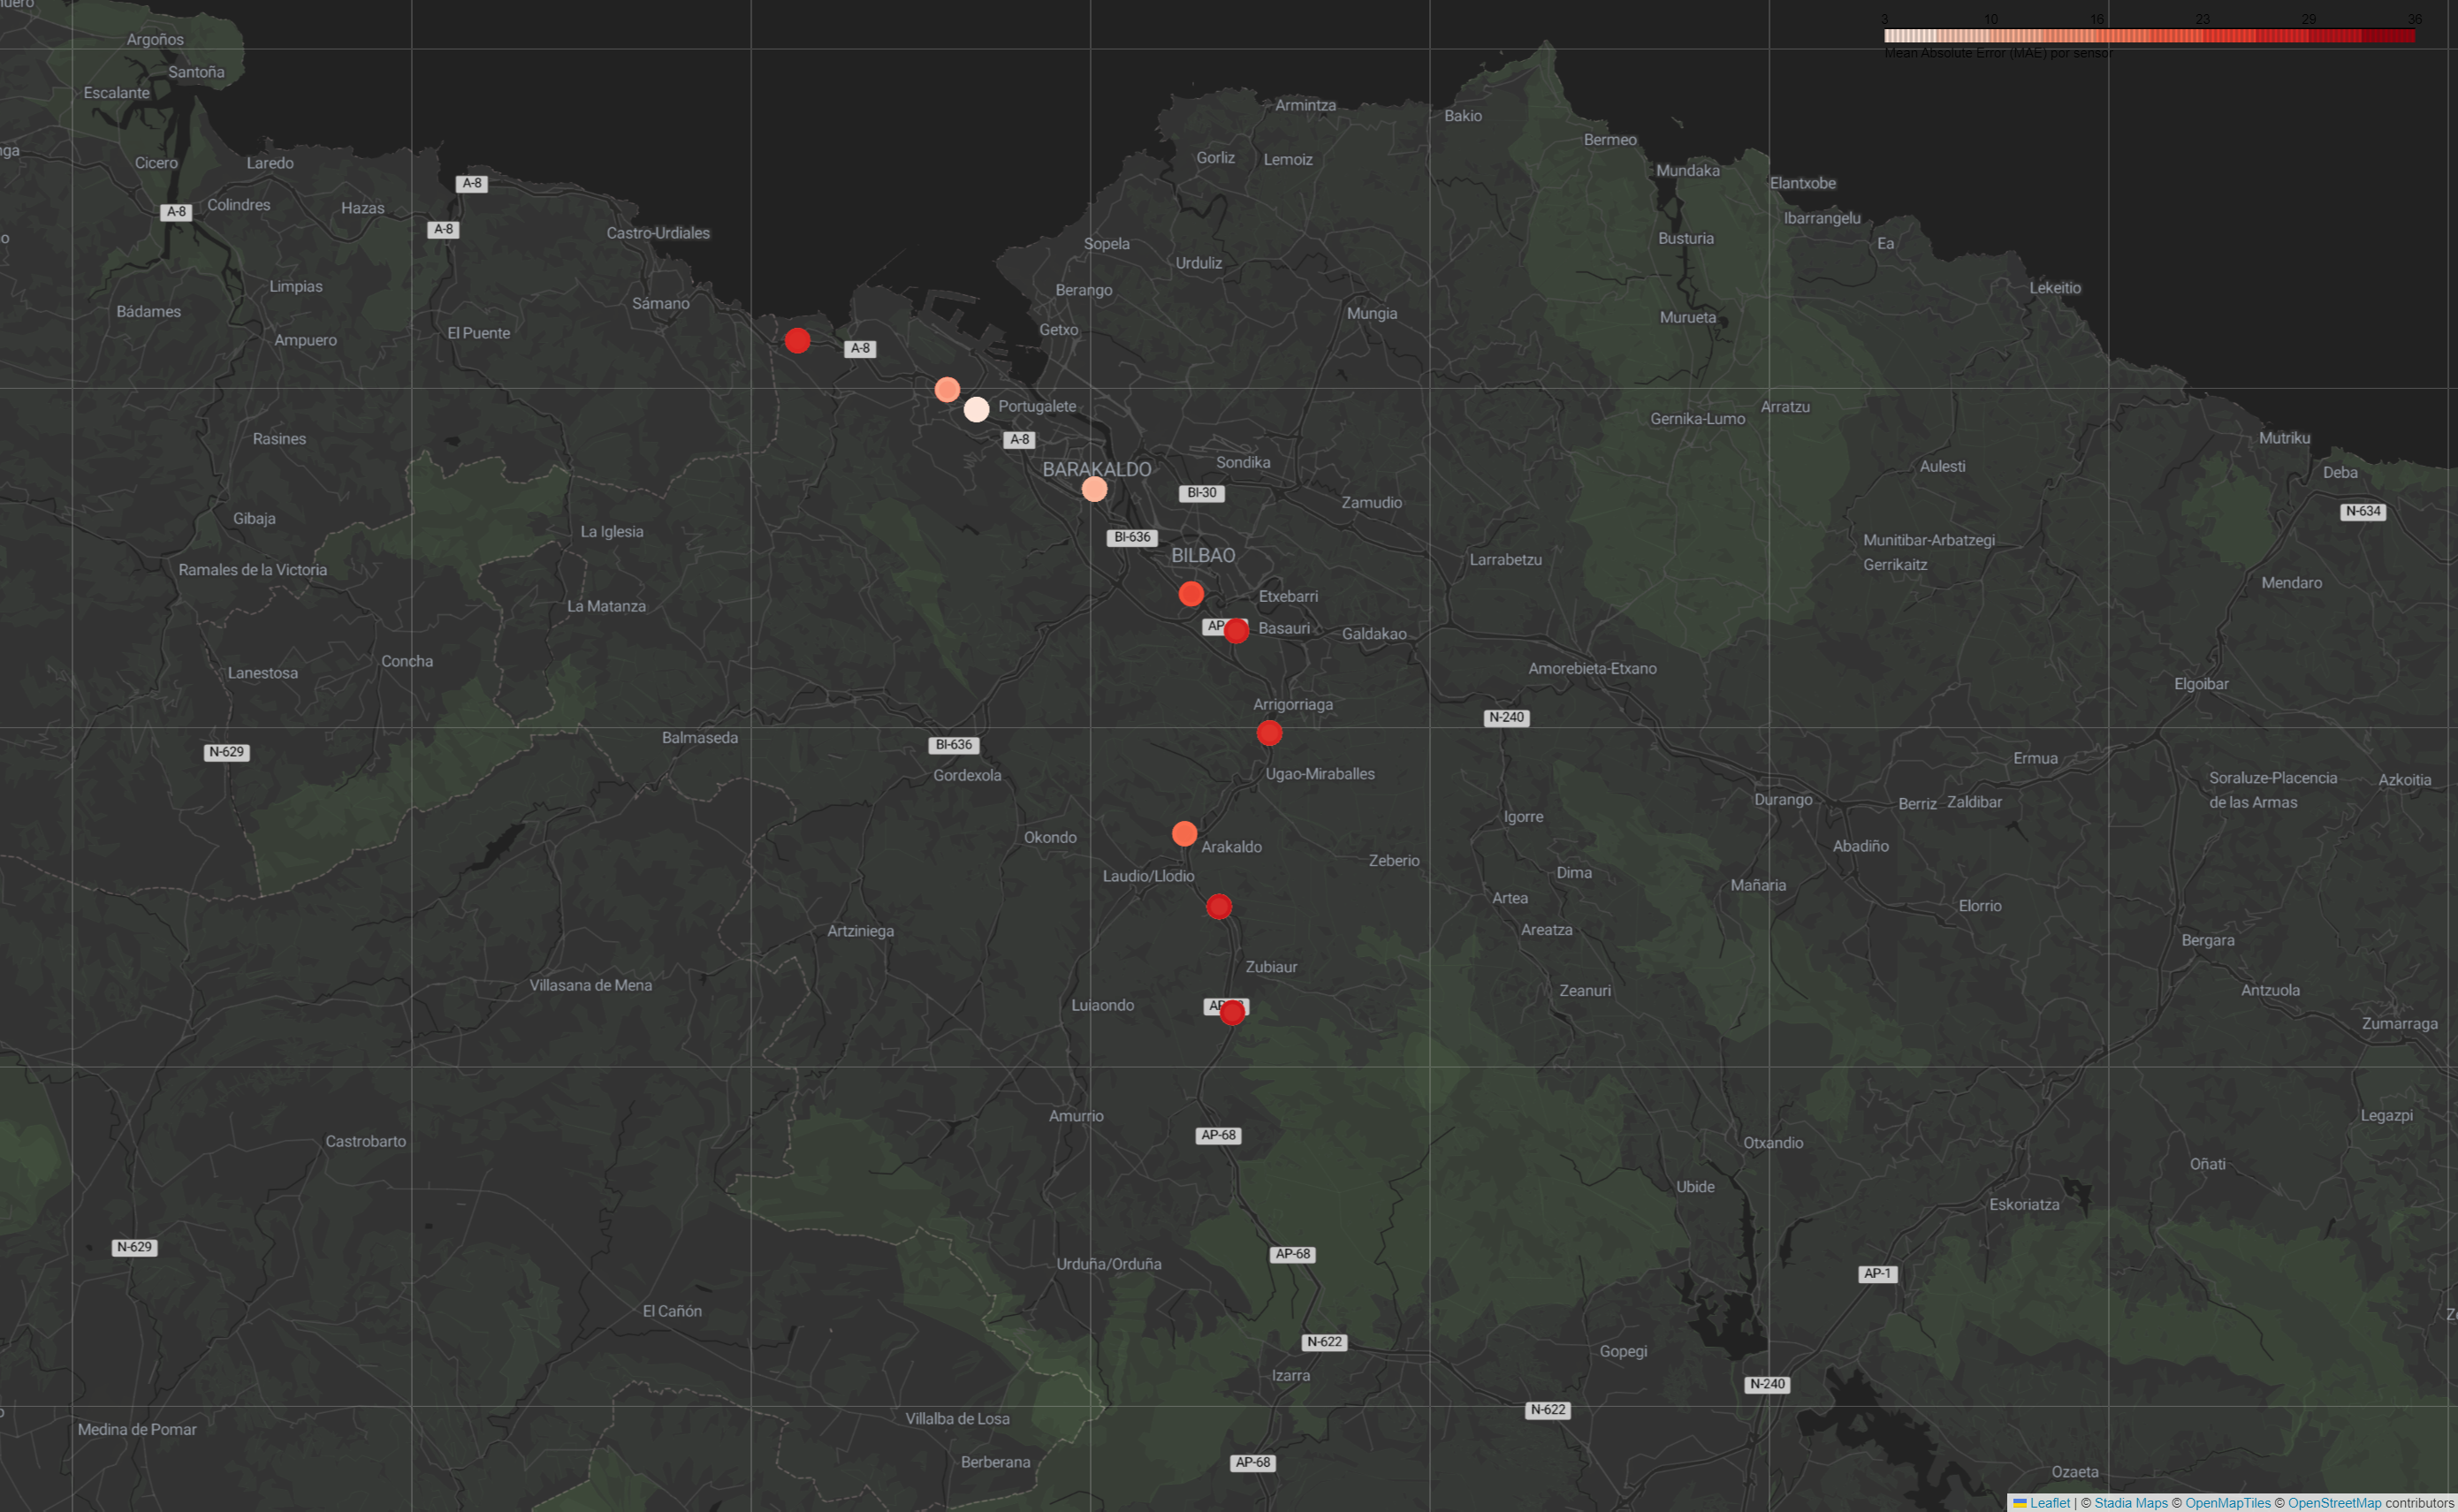 3 10 16 23 29 36
Mean Absolute Error (MAE) por sensor
Argoños
Santoña
Escalante
Armintza
Bakio
Bermeo
Cicero
Laredo
Gorliz
Lemoiz
Mundaka
A-8
Elantxobe
A-8
Colindres
Hazas
Ibarrangelu
A-8
Castro-Urdiales
Sopela
Busturia
Ea
Urduliz
Limpias
Berango
Lekeitio
Bádames
Sámano
Mungia
Murueta
Ampuero
El Puente
Getxo
A-8
Portugalete
Arratzu
Gernika-Lumo
Rasines
A-8
Mutriku
BARAKALDO
Sondika
Aulesti
Deba
BI-30
Zamudio
N-634
Gibaja
La Iglesia
BI-636
Munitibar-Arbatzegi
Gerrikaitz
BILBAO
Larrabetzu
Ramales de la Victoria
Mendaro
La Matanza
Etxebarri
Basauri
Galdakao
Lanestosa
Concha
Amorebieta-Etxano
Elgoibar
Arrigorriaga
N-240
N-629
Balmaseda
BI-636
Gordexola
Ugao-Miraballes
Ermua
Soraluze-Placencia
de las Armas
Azkoitia
Durango
Berriz
Zaldibar
Igorre
Okondo
Arakaldo
Zeberio
Abadiño
Laudio/Llodio
Dima
Mañaria
Artea
Elorrio
Artziniega
Areatza
Bergara
Zubiaur
Villasana de Mena
Luiaondo
Zeanuri
Antzuola
Zumarraga
Amurrio
Legazpi
AP-68
Castrobarto
Otxandio
Oñati
Ubide
Eskoriatza
N-629
AP-68
Urduña/Orduña
AP-1
El Cañón
N-622
Gopegi
Izarra
N-240
N-622
Villalba de Losa
Medina de Pomar
Berberana
AP-68
Ozaeta
Leaflet | © Stadia Maps © OpenMapTiles © OpenStreetMap contributors